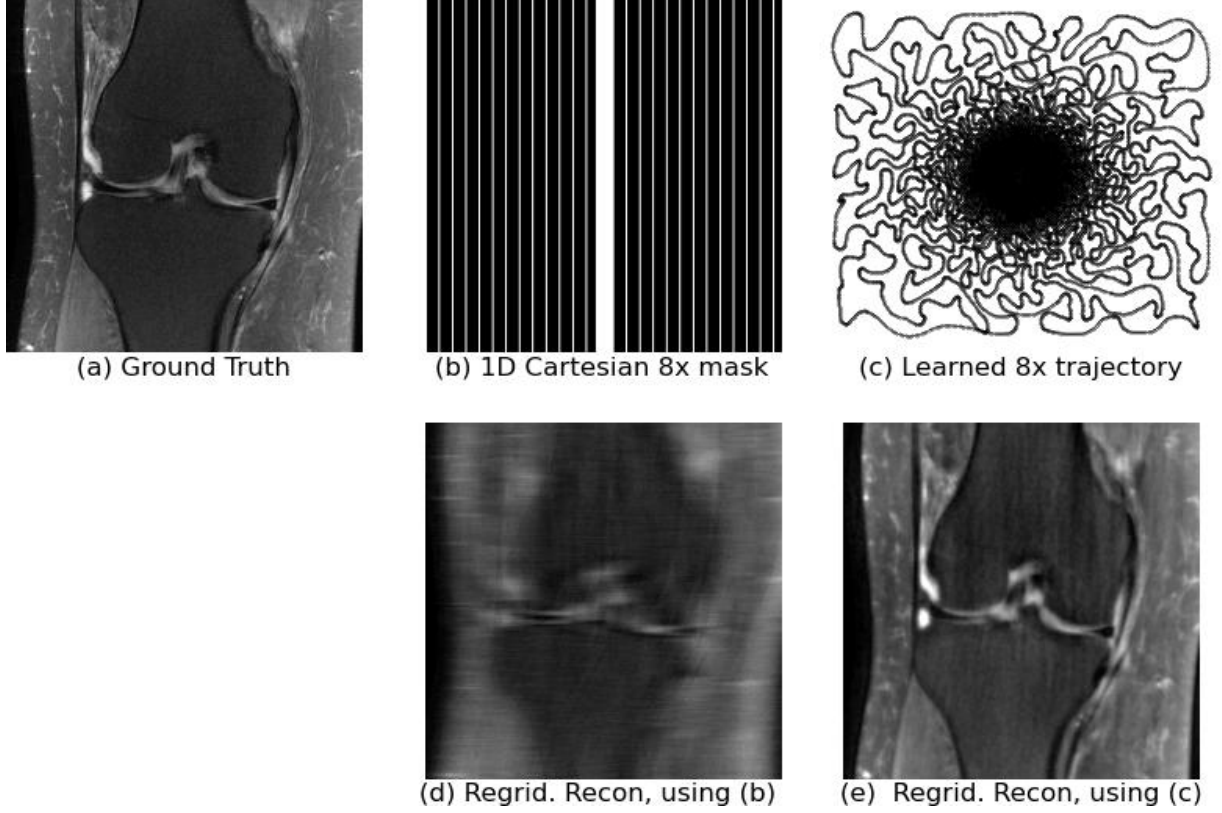 (a) Ground Truth
(b) 1D Cartesian 8x mask
(c) Learned 8x trajectory
(d) Regrid. Recon, using (b)
(e)  Regrid. Recon, using (c)